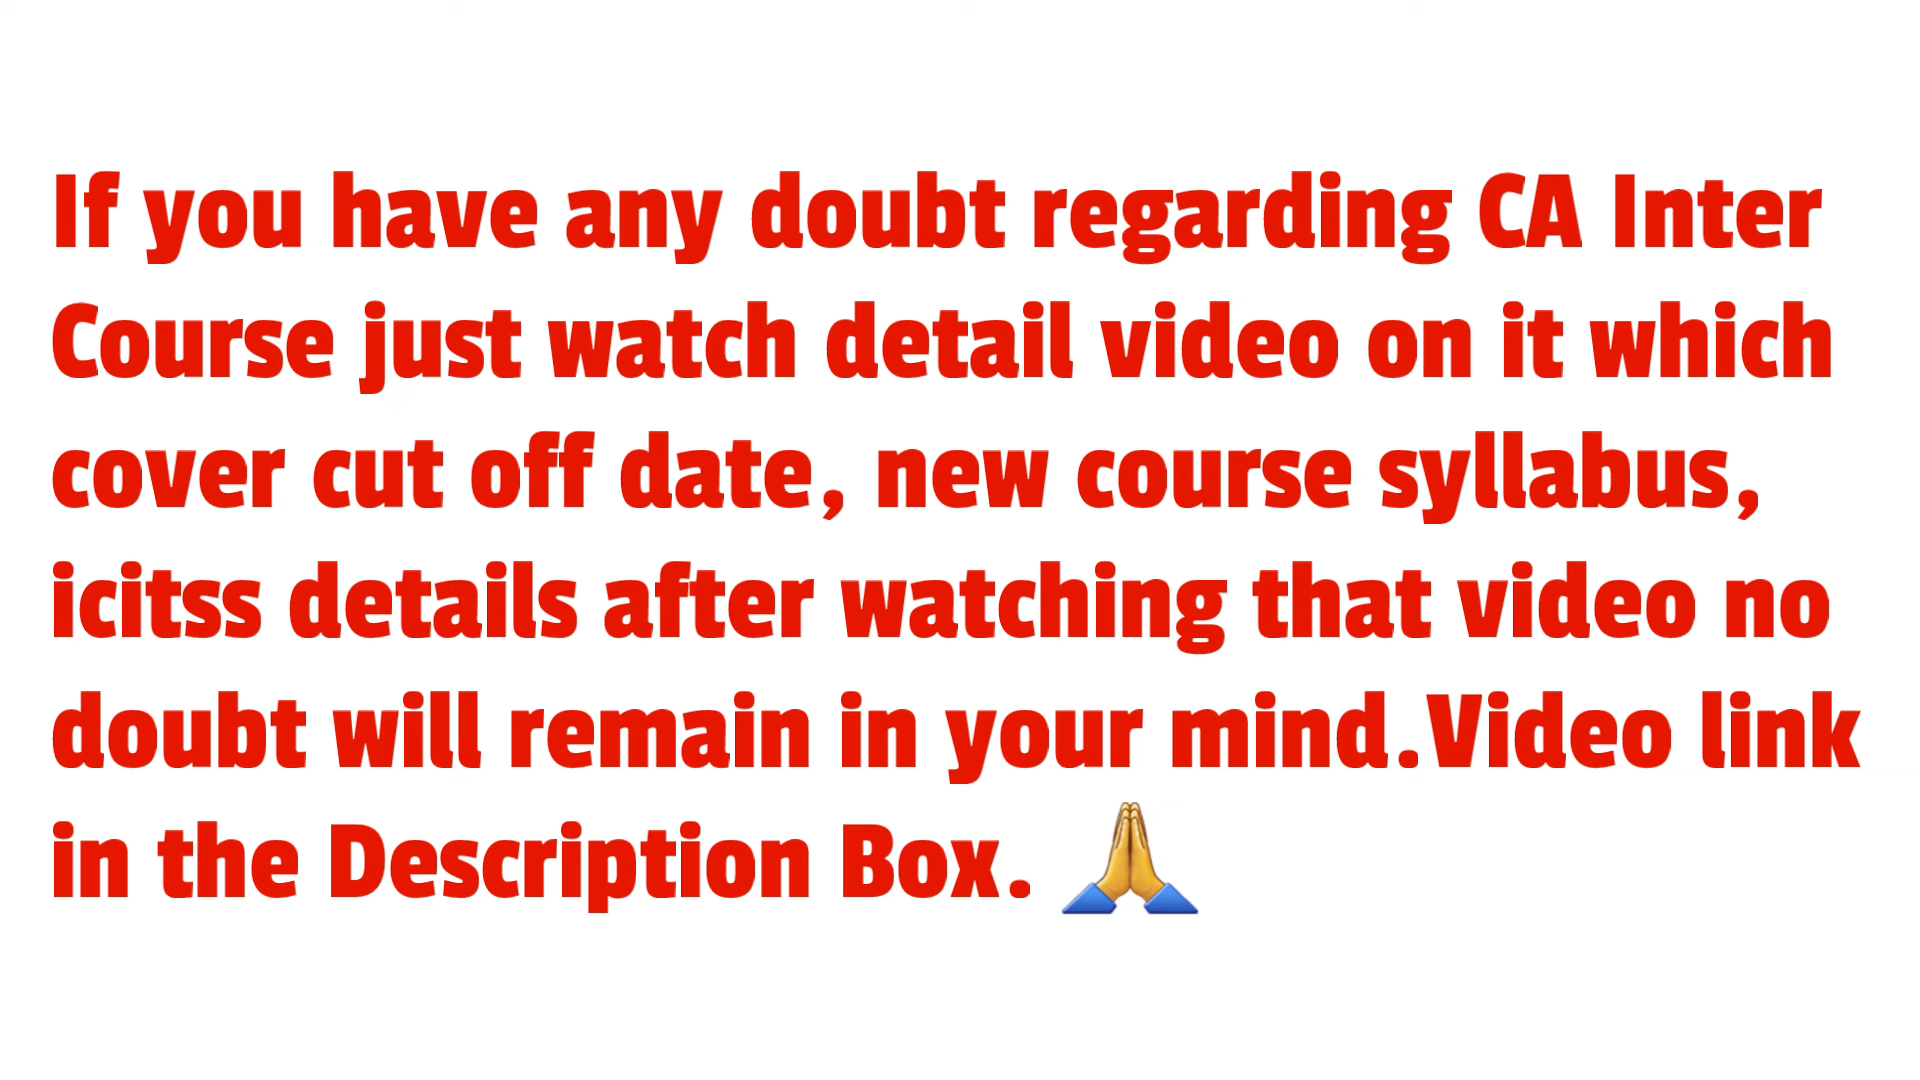 If you have any doubt regarding CA Inter
Course just watch detail video on it which
cover cut off date, new course syllabus,
icitss details after watching that video no
doubt will remain in your mind.Video link
in the Description Box. 🙏